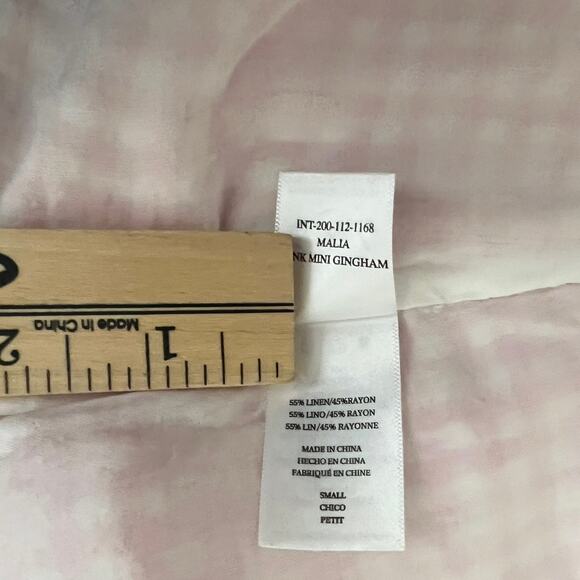 INT-200-112-1168
MALIA
NK MINI GINGHAM
Made In China
2 1
55% LINEN/45%RAYON
55% LINO/45% RAYON
55% LIN/45% RAYONNE
MADE IN CHINA
HECHO EN CHINA
FABRIQUÉ EN CHINE
SMALL
CHICO
PETIT